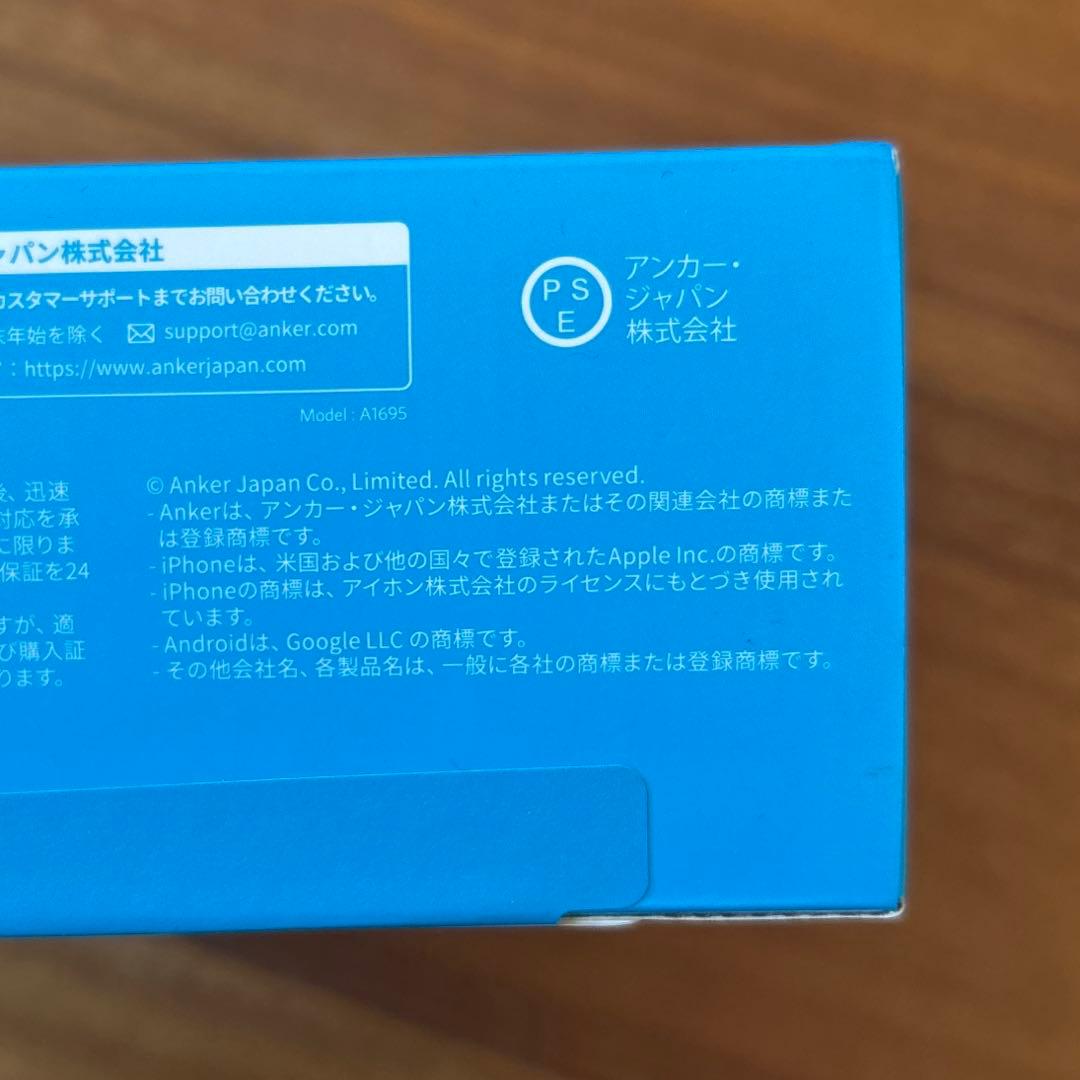 ャパン株式会社
カスタマーサポートまでお問い合わせください。
年始を除く support@anker.com
：https://www.ankerjapan.com
Model : A1695
PSE
アンカー・
ジャパン
株式会社
後、迅速
対応を承
に限りま
保証を24
すが、適
び購入証
ります。
© Anker Japan Co., Limited. All rights reserved.
- Ankerは、アンカー・ジャパン株式会社またはその関連会社の商標また
は登録商標です。
- iPhoneは、米国および他の国々で登録されたApple Inc.の商標です。
- iPhoneの商標は、アイホン株式会社のライセンスにもとづき使用され
ています。
- Androidは、Google LLC の商標です。
- その他会社名、各製品名は、一般に各社の商標または登録商標です。